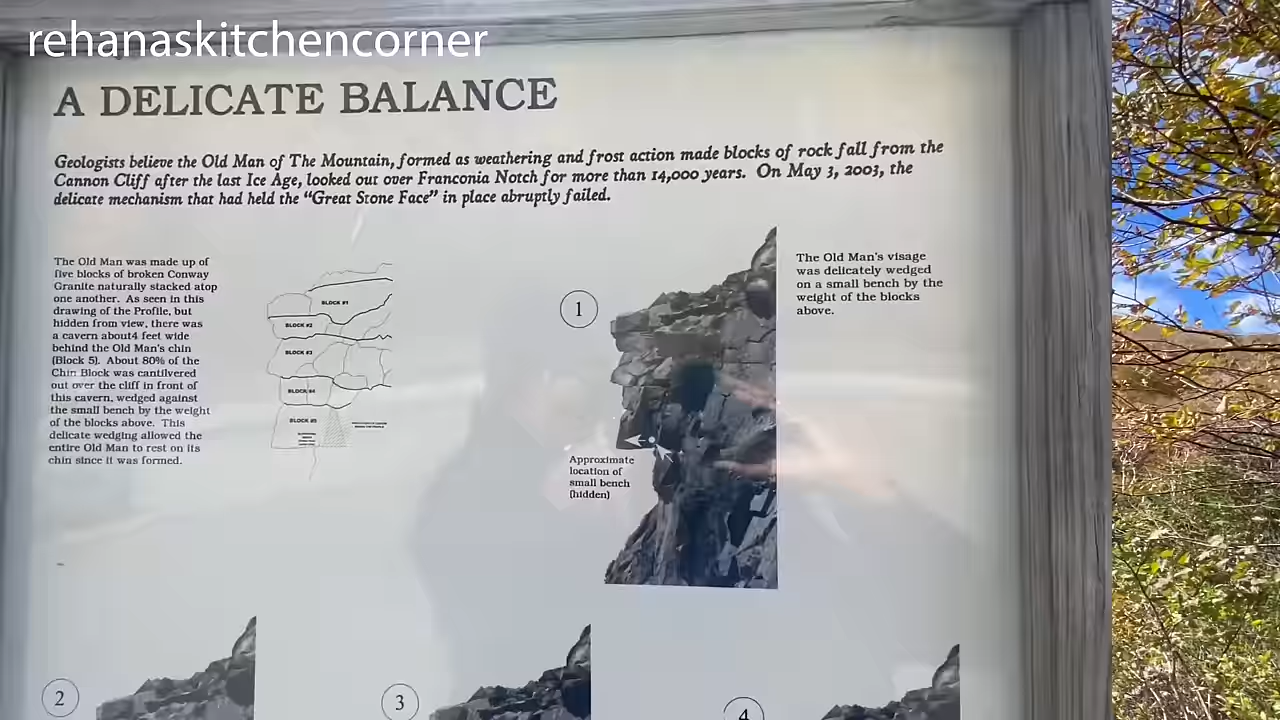 rehanaskitchencorner
A DELICATE BALANCE
Geologists believe the Old Man of The Mountain, formed as weathering and frost action made blocks of rock fall from the
Cannon Cliff after the last Ice Age, looked out over Franconia Notch for more than 14,000 years. On May 3, 2003, the
delicate mechanism that had held the "Great Stone Face" in place abruptly failed.
The Old Man was made up of
five blocks of broken Conway
Granite naturally stacked atop
one another. As seen in this
drawing of the Profile, but
hidden from view, there was
a cavern about4 feet wide
behind the Old Man's chin
(Block 5). About 80% of the
Chin Block was cantilvered
out over the cliff in front of
this cavern, wedged against
the small bench by the weight
of the blocks above. This
delicate wedging allowed the
entire Old Man to rest on its
chin since it was formed.
BLOCK #1
BLOCK #2
BLOCK #3
BLOCK #4
BLOCK #5
1
Approximate
location of
small bench
(hidden)
The Old Man's visage
was delicately wedged
on a small bench by the
weight of the blocks
above.
2
3
4